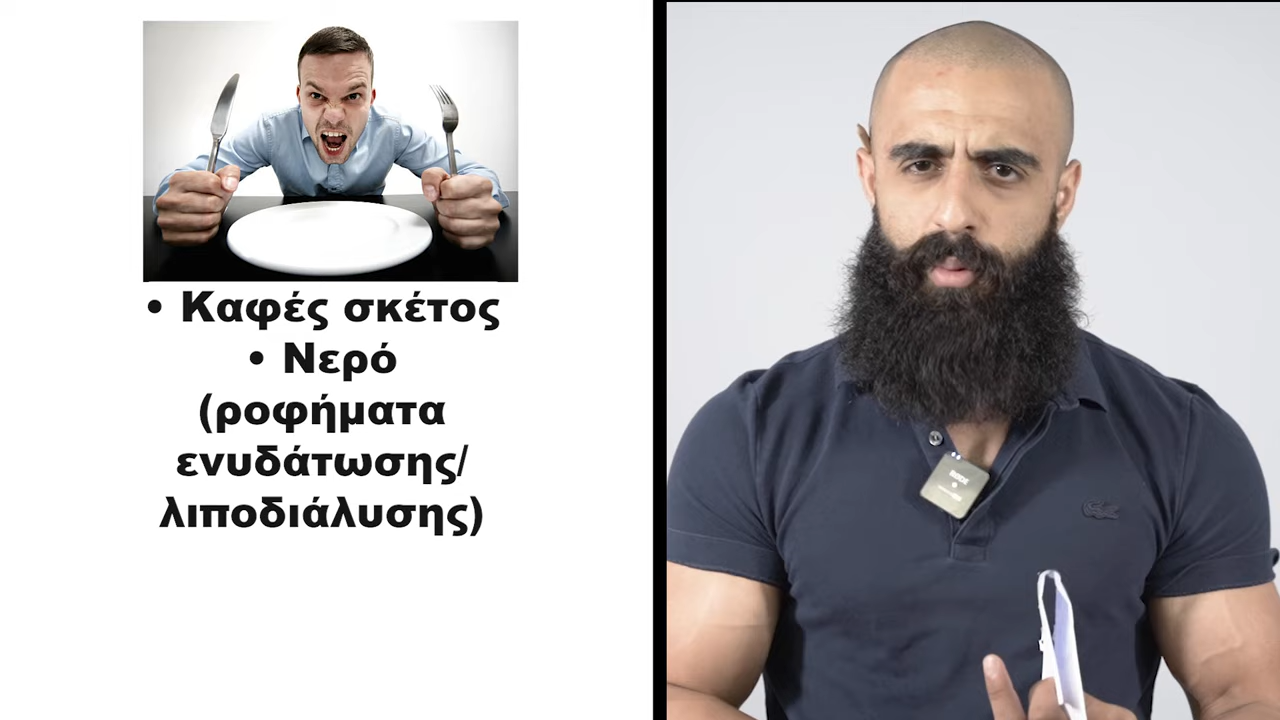 • Καφές σκέτος
• Νερό
(ροφήματα
ενυδάτωσης/
λιποδιάλυσης)